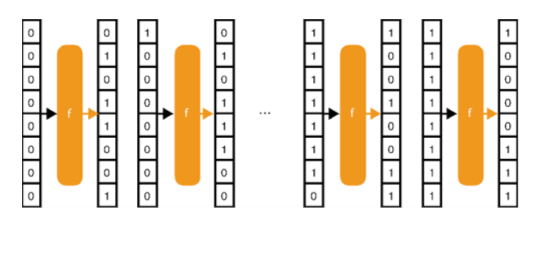 0 0 1 0 1 1 1 1
0 1 0 1 1 0 1 0
0 0 0 0 1 0 1 0
0 1 0 1 1 1 1 0
f f ... f f
0 1 0 1 1 0 1 0
0 0 0 1 1 0 1 1
0 0 0 0 1 1 1 1
0 1 0 0 0 1 1 1